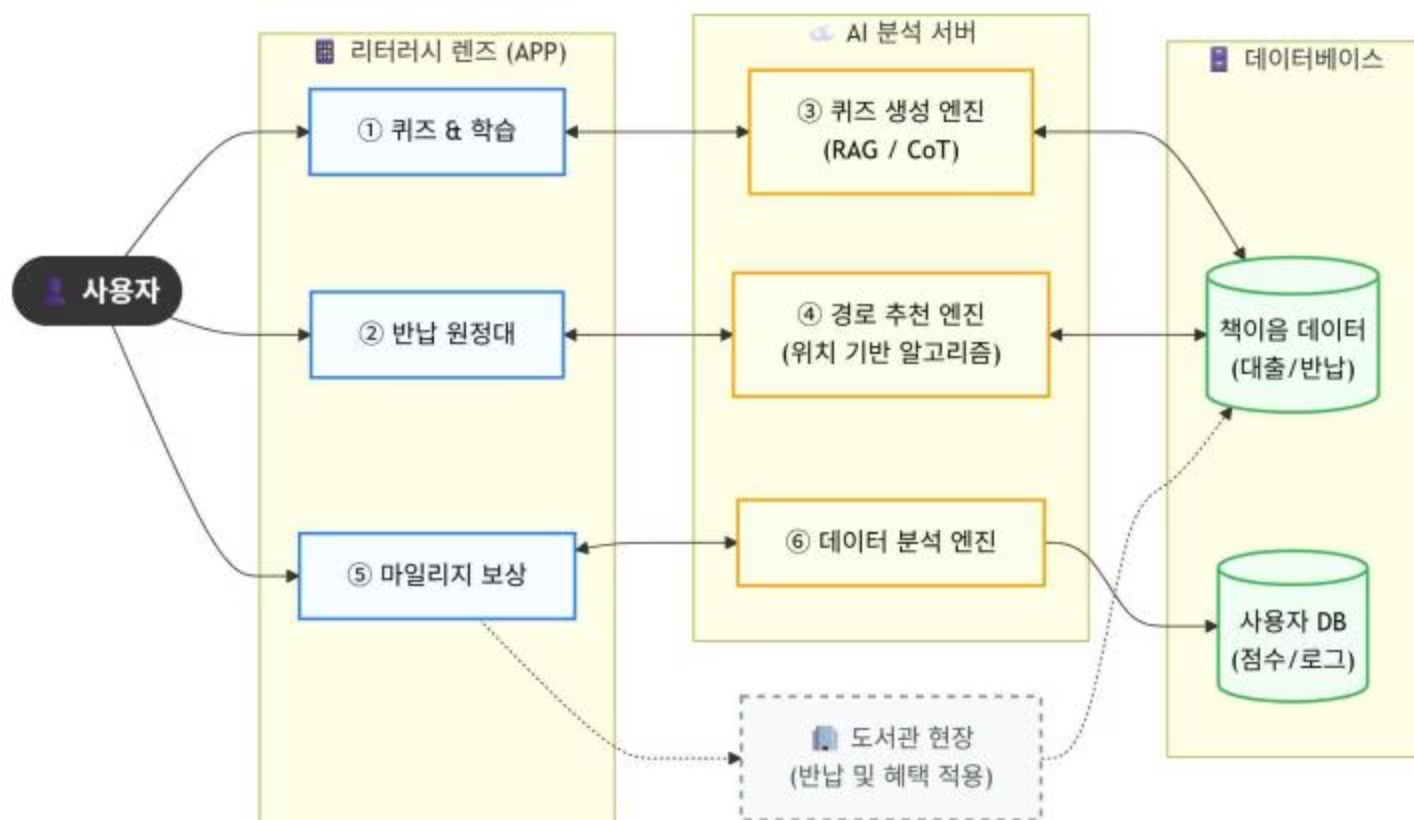 리터러시 렌즈 (APP)
AI 분석 서버
데이터베이스
① 퀴즈 & 학습
③ 퀴즈 생성 엔진
(RAG / CoT)
사용자
② 반납 원정대
④ 경로 추천 엔진
(위치 기반 알고리즘)
책이음 데이터
(대출/반납)
⑤ 마일리지 보상
⑥ 데이터 분석 엔진
사용자 DB
(점수/로그)
도서관 현장
(반납 및 혜택 적용)